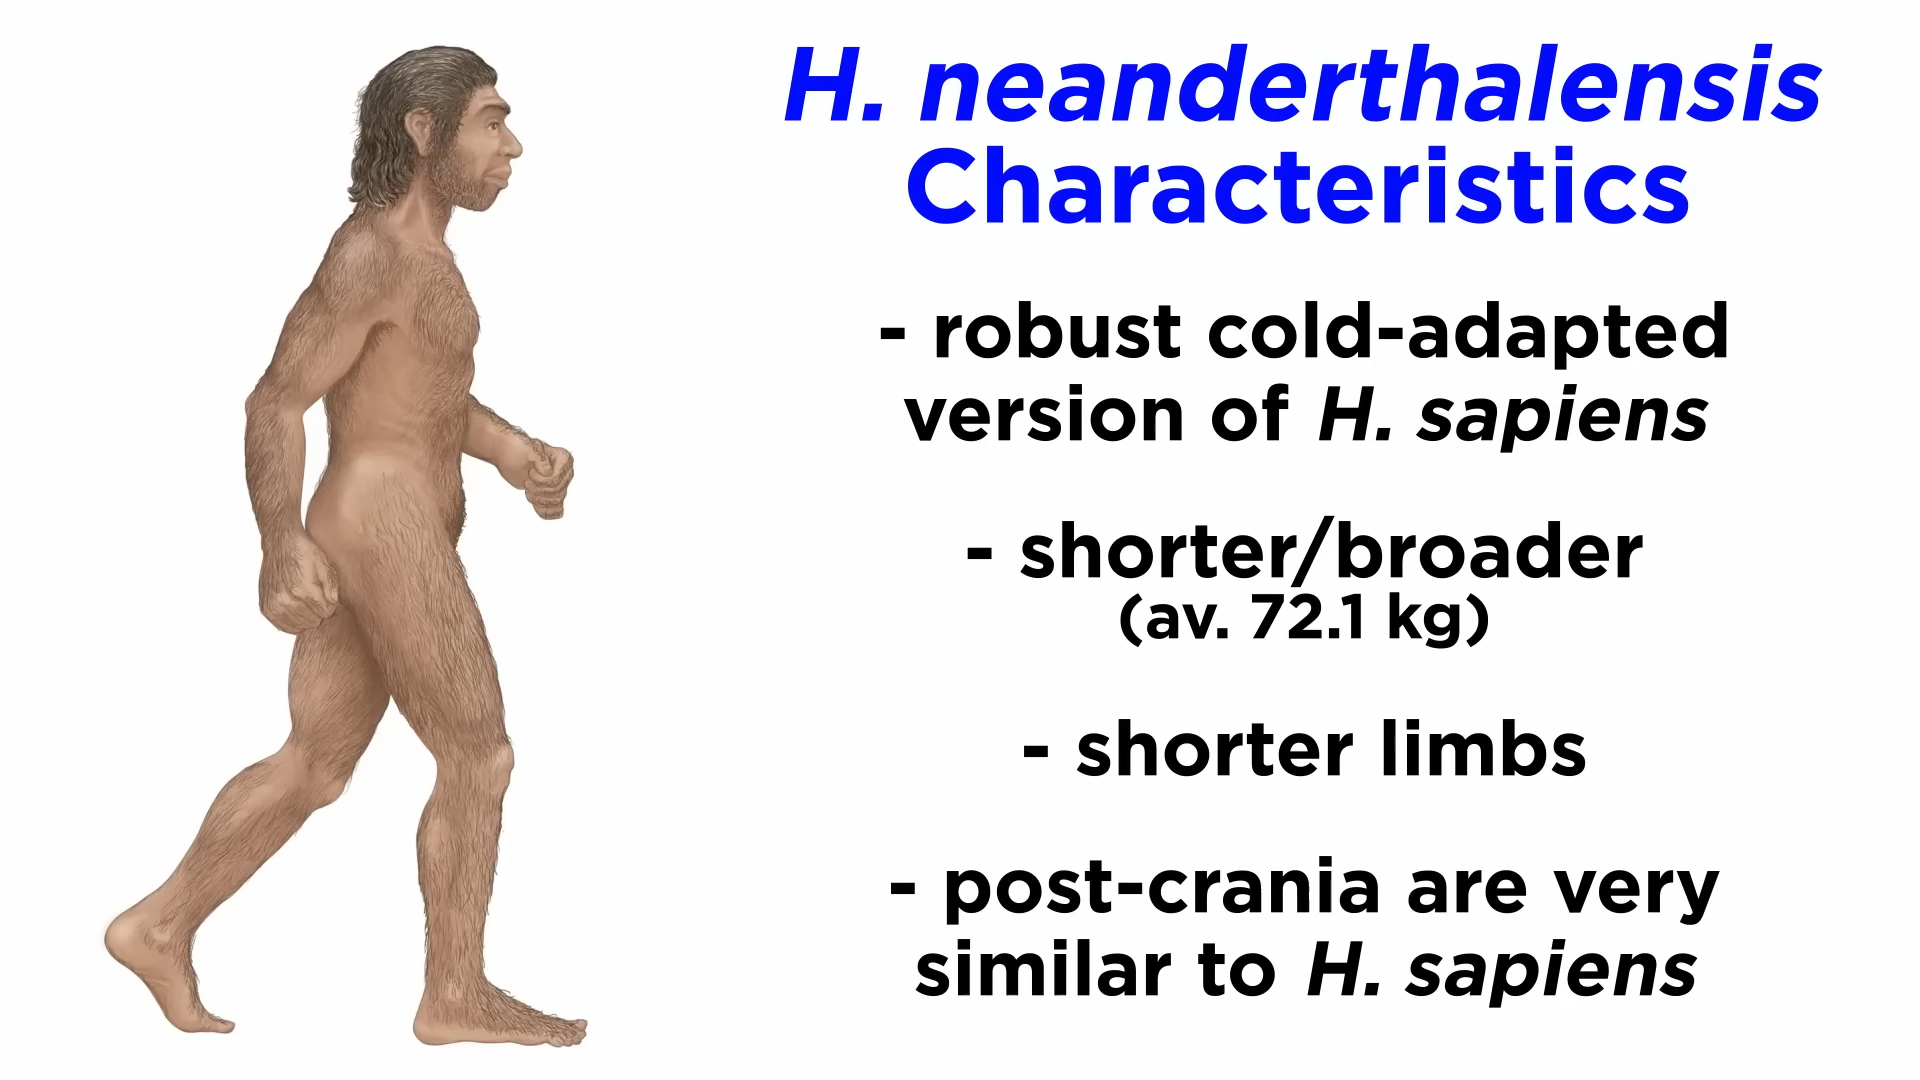 H. neanderthalensis
Characteristics
- robust cold-adapted
version of H. sapiens
- shorter/broader
(av. 72.1 kg)
- shorter limbs
- post-crania are very
similar to H. sapiens